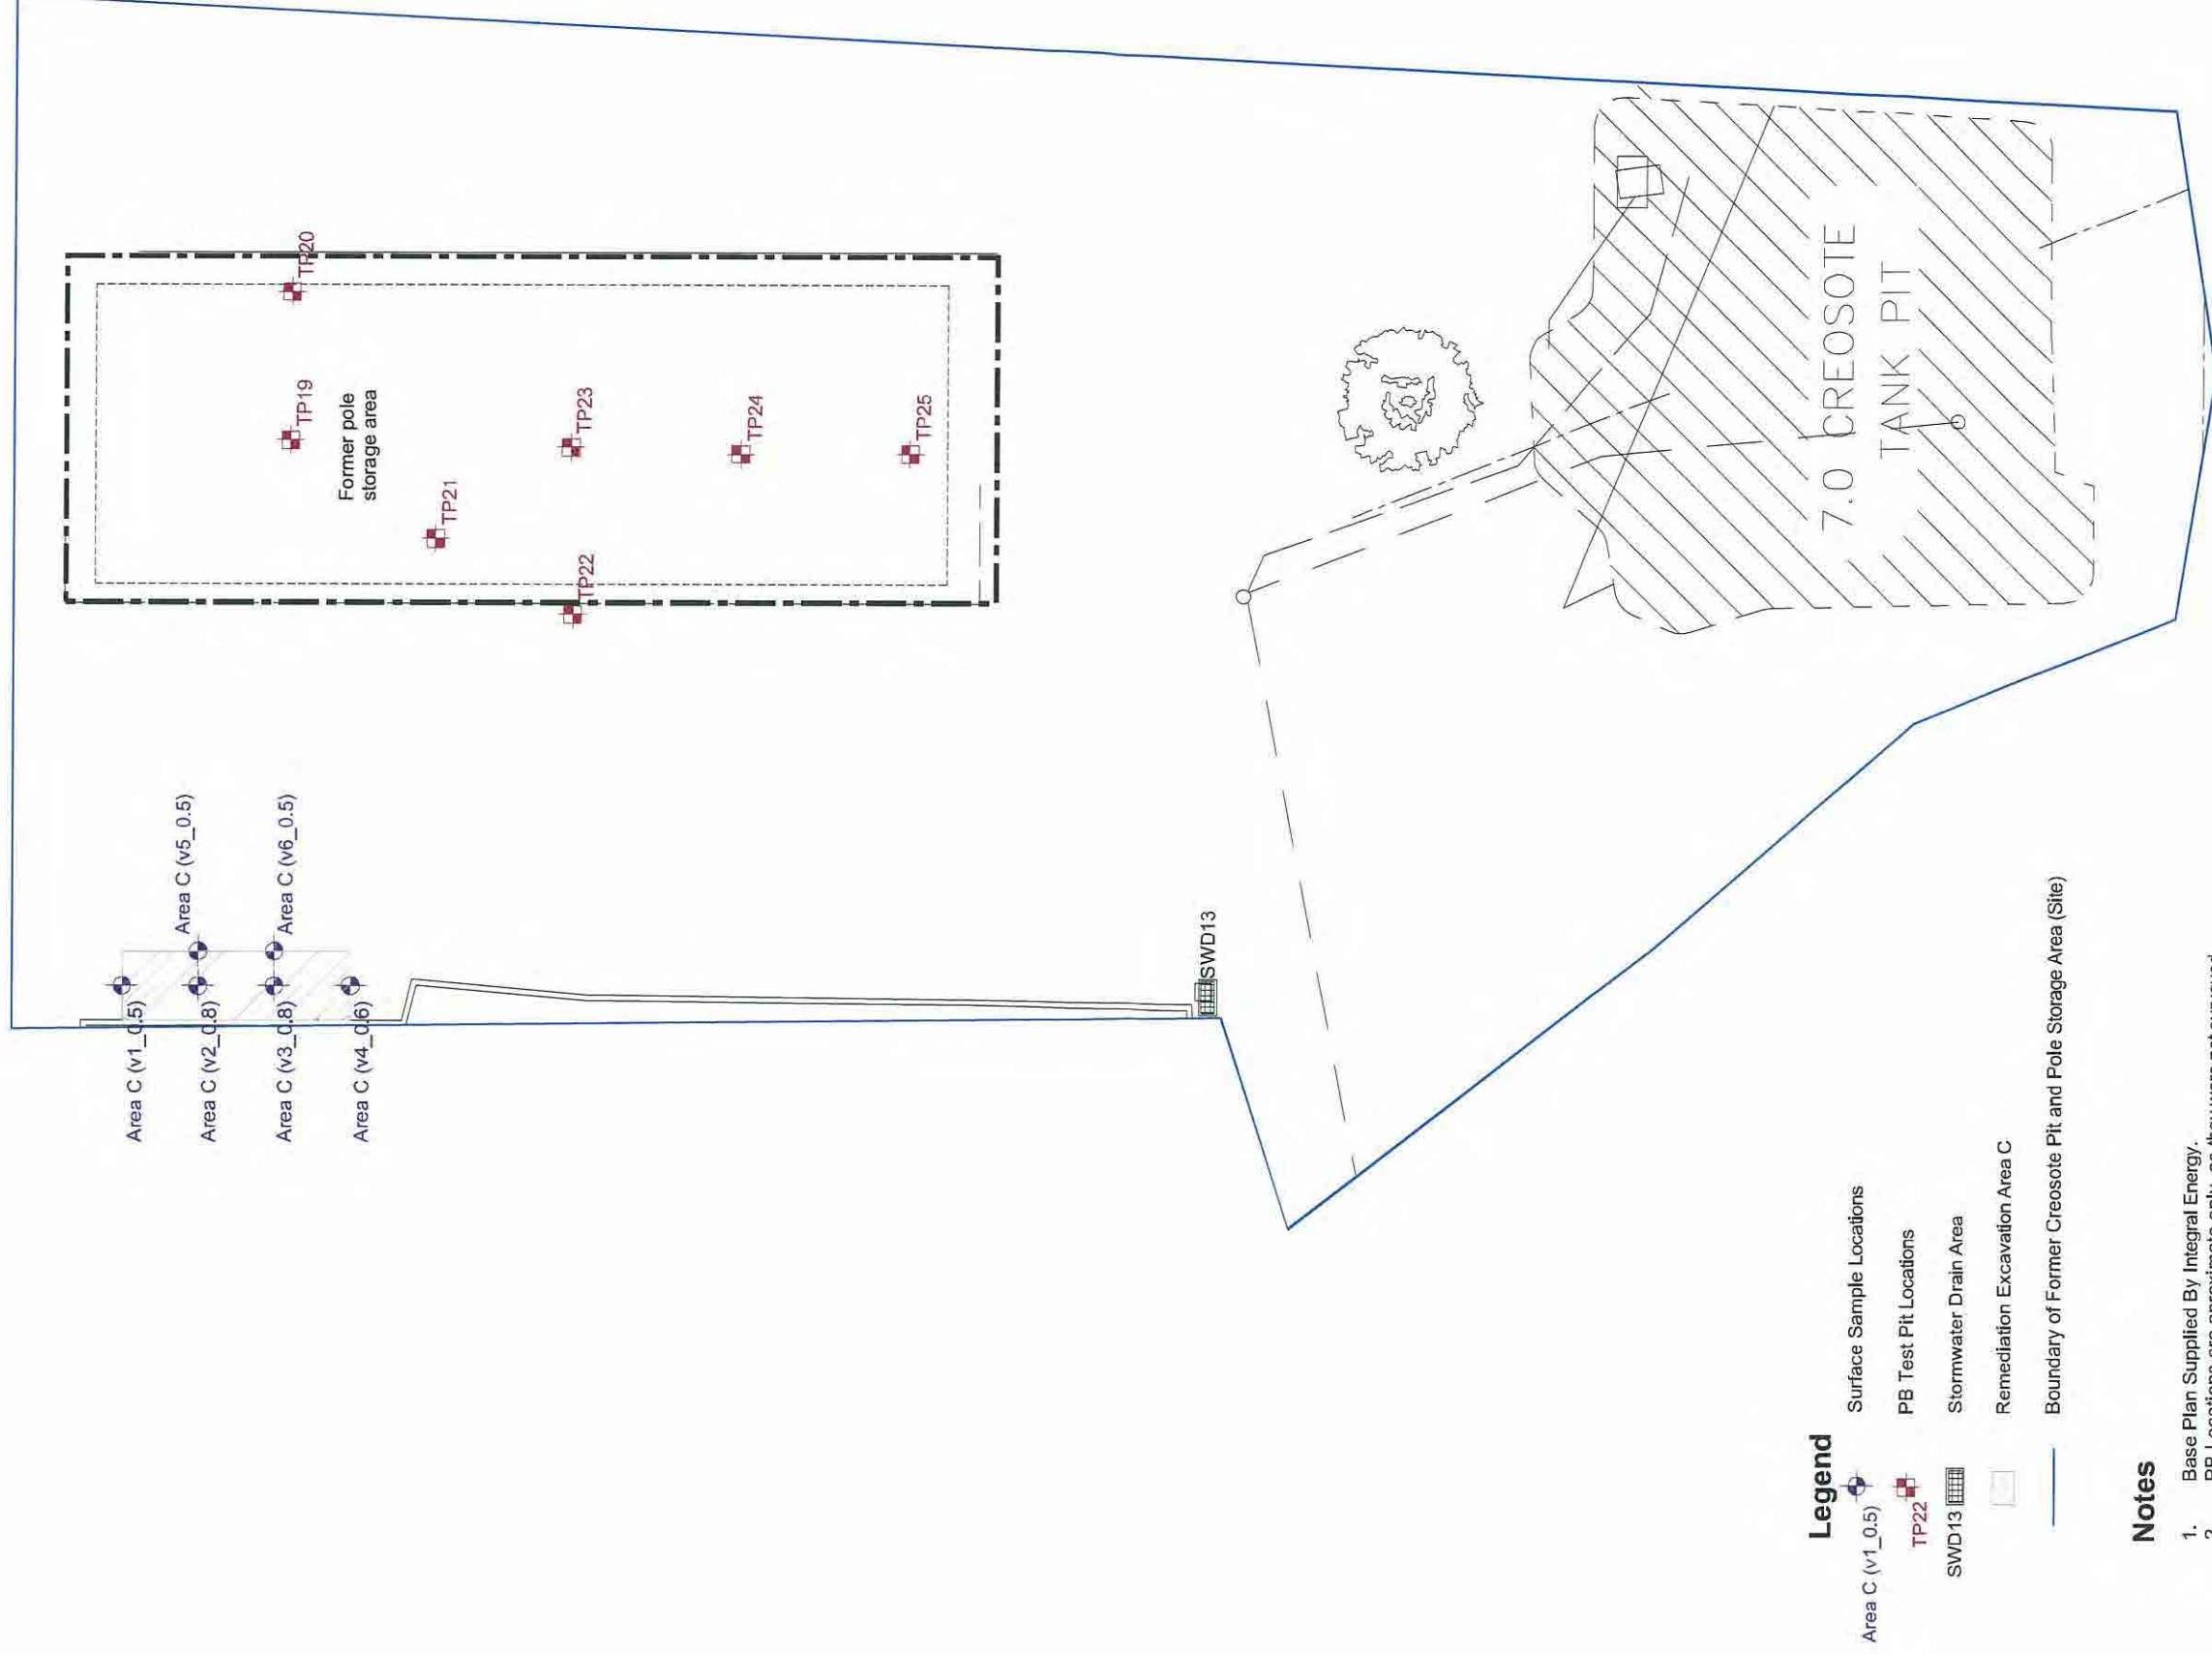 TP20
TP19
Former pole
storage area
TP21
TP23
TP24
TP25
TP22
Area C (v5_0.5)
Area C (v6_0.5)
Area C (v1_0.5)
Area C (v2_0.8)
Area C (v3_0.8)
Area C (v4_0.6)
SWD13
7.0 CREOSOTE
TANK PIT
Legend
Area C (v1_0.5) Surface Sample Locations
TP22 PB Test Pit Locations
SWD13 Stormwater Drain Area
Remediation Excavation Area C
Boundary of Former Creosote Pit and Pole Storage Area (Site)
Notes
1. Base Plan Supplied By Integral Energy.